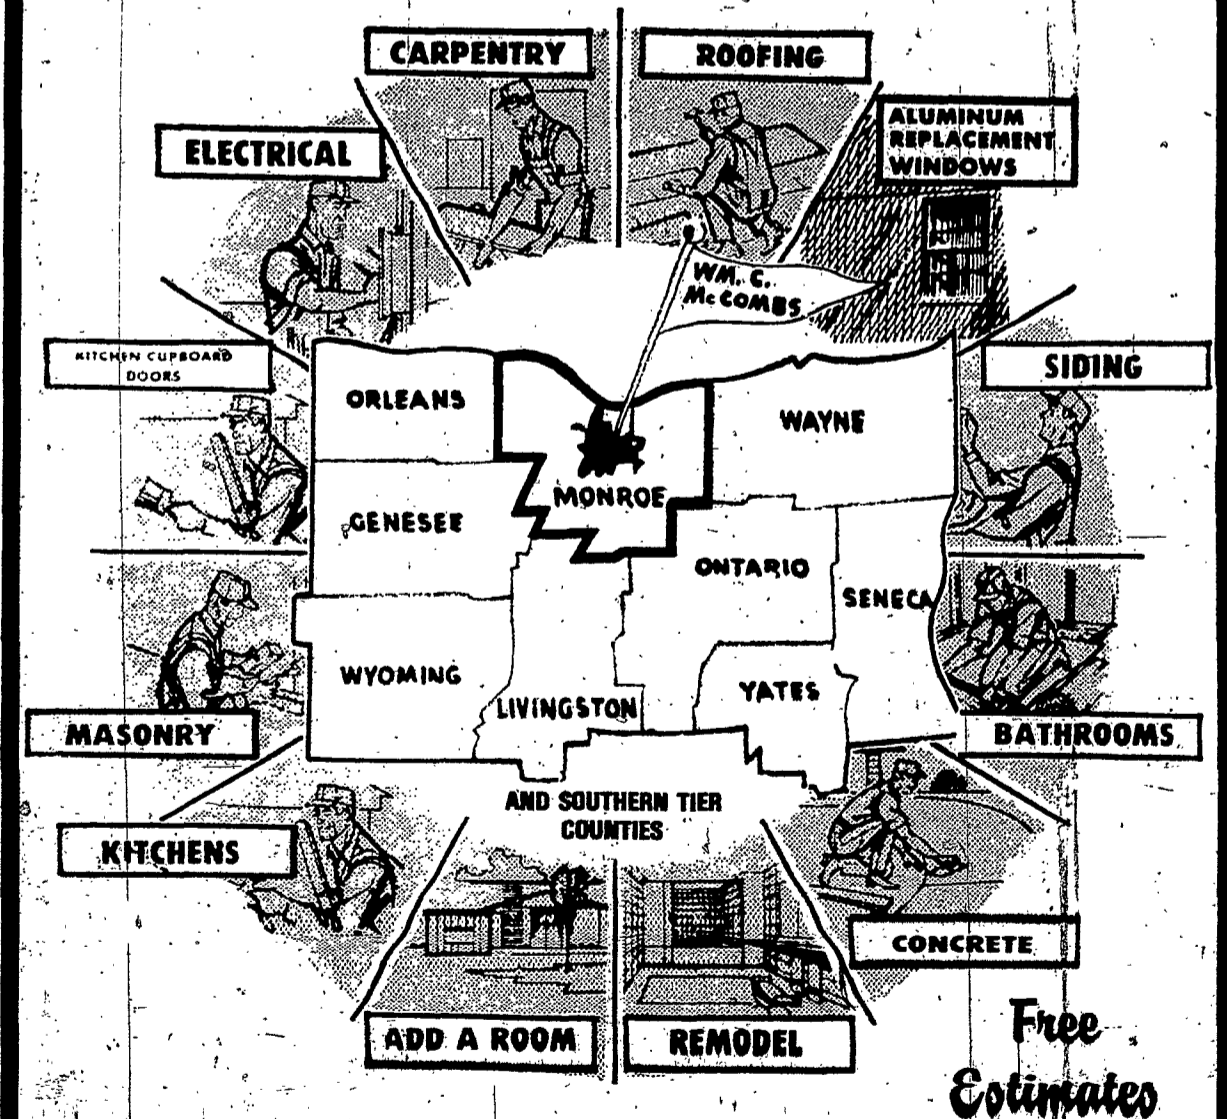 CARPENTRY
ROOFING
ELECTRICAL
ALUMINUM
REPLACEMENT
WINDOWS
WM. C.
McCOMBS
KITCHEN CUPBOARD
DOORS
SIDING
ORLEANS
WAYNE
MONROE
GENESEE
ONTARIO
SENECA
WYOMING
YATES
LIVINGSTON
MASONRY
BATHROOMS
AND SOUTHERN TIER
COUNTIES
KITCHENS
CONCRETE
ADD A ROOM
REMODEL
Free
Estimates